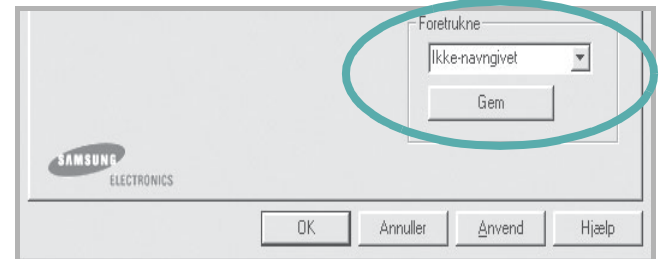 Foretrukne
Ikke-navngivet
Gem
SAMSUNG
ELECTRONICS
OK Annuller Anvend Hjælp